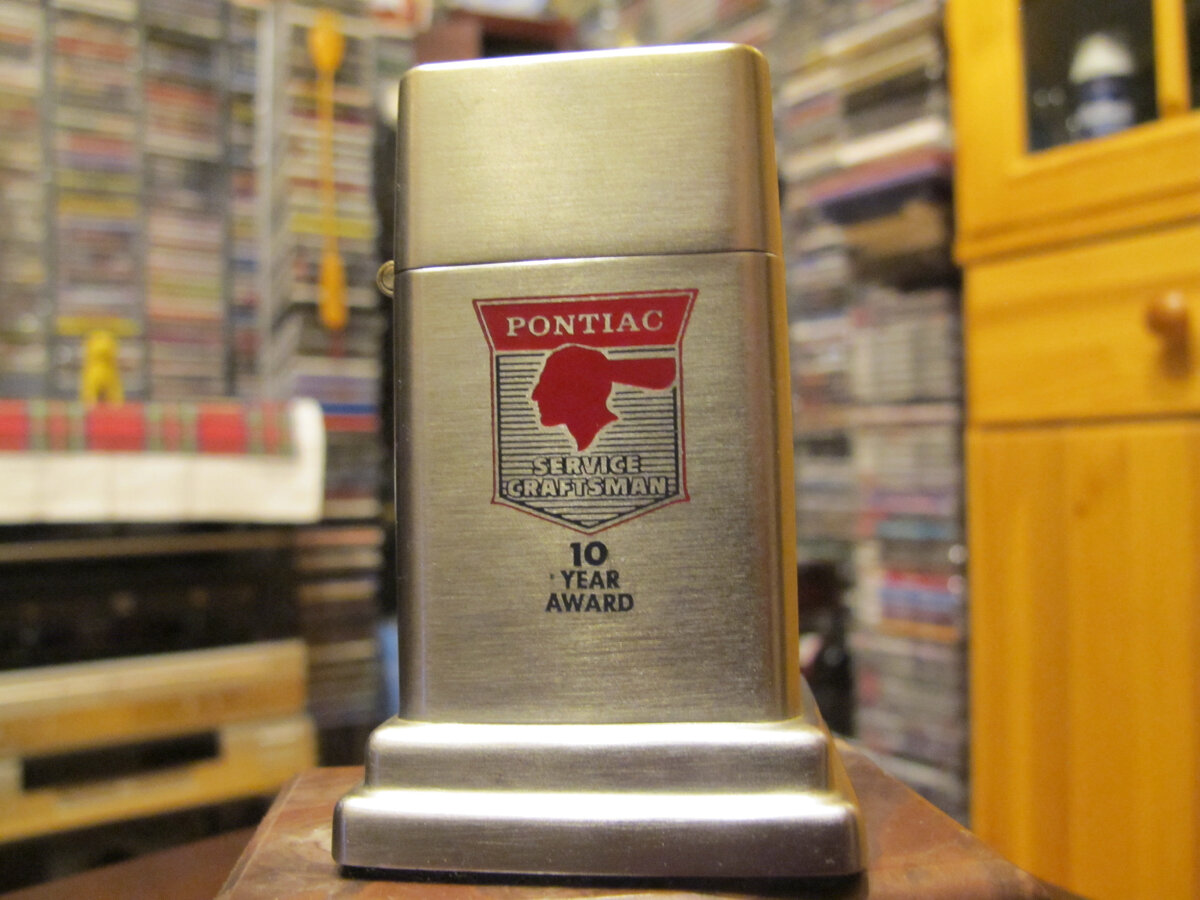 PONTIAC
SERVICE
CRAFTSMAN
10
YEAR
AWARD